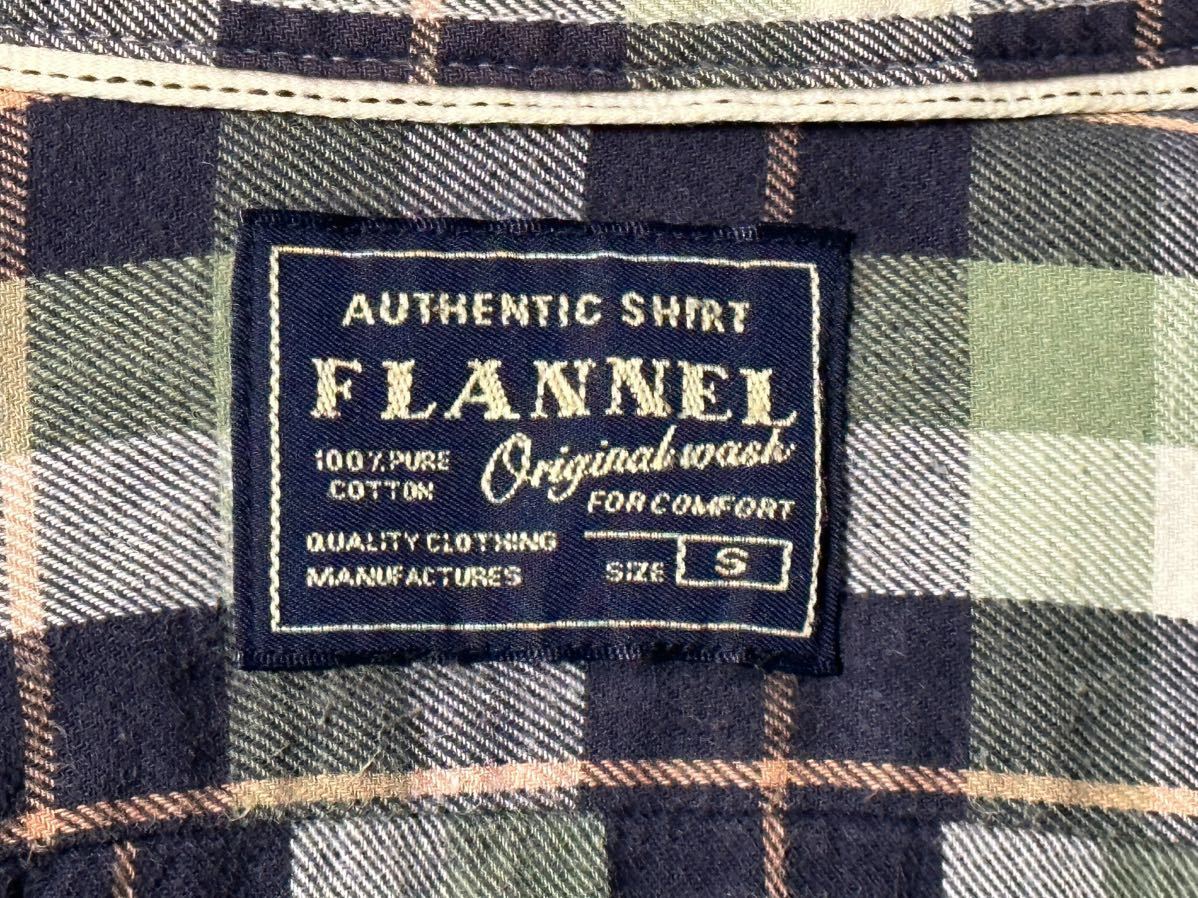 AUTHENTIC SHIRT
FLANNEL
100% PURE
COTTON
Original wash
FOR COMFORT
QUALITY CLOTHING
MANUFACTURES
SIZE S